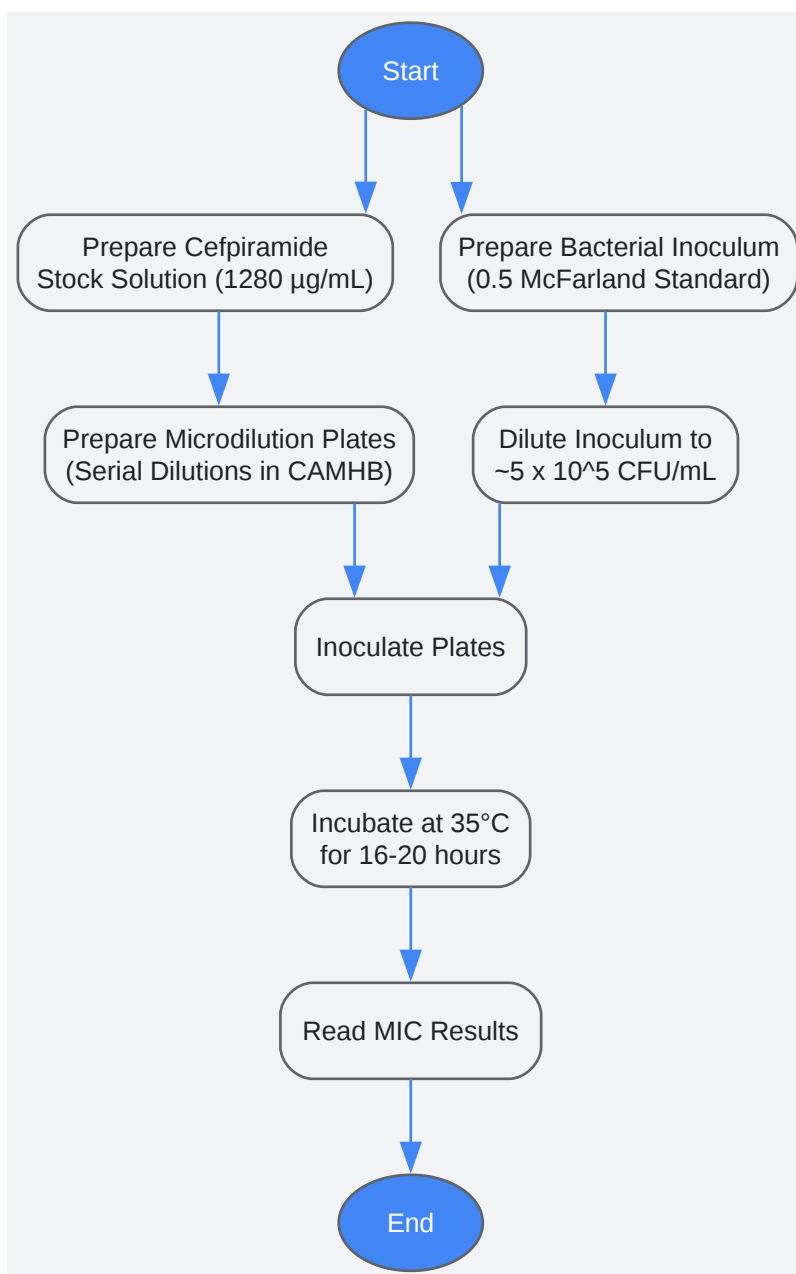 Start
Prepare Cefpiramide
Stock Solution (1280 µg/mL)
Prepare Bacterial Inoculum
(0.5 McFarland Standard)
Prepare Microdilution Plates
(Serial Dilutions in CAMHB)
Dilute Inoculum to
~5 x 10^5 CFU/mL
Inoculate Plates
Incubate at 35°C
for 16-20 hours
Read MIC Results
End